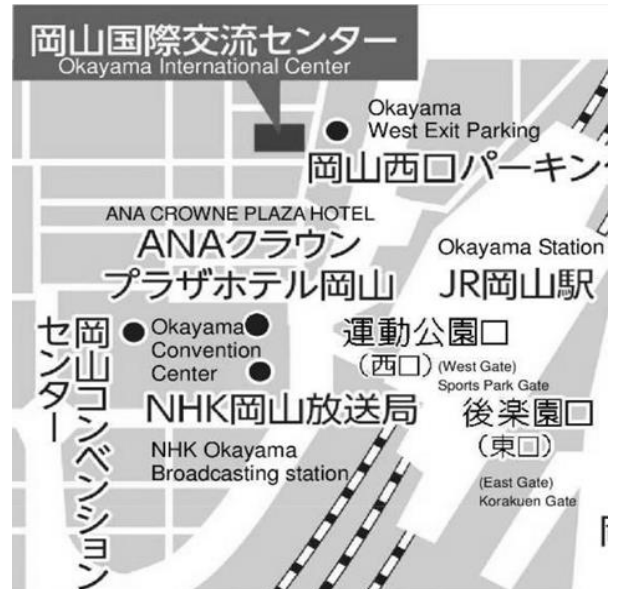 岡山国際交流センター
Okayama International Center
Okayama
West Exit Parking
岡山西口パーキン
ANA CROWNE PLAZA HOTEL
ANAクラウン
プラザホテル岡山
Okayama Station
JR岡山駅
岡山コンベンション
センター
Okayama
Convention
Center
運動公園口
(西口)
(West Gate)
Sports Park Gate
NHK岡山放送局
NHK Okayama
Broadcasting station
後楽園口
(東口)
(East Gate)
Korakuen Gate